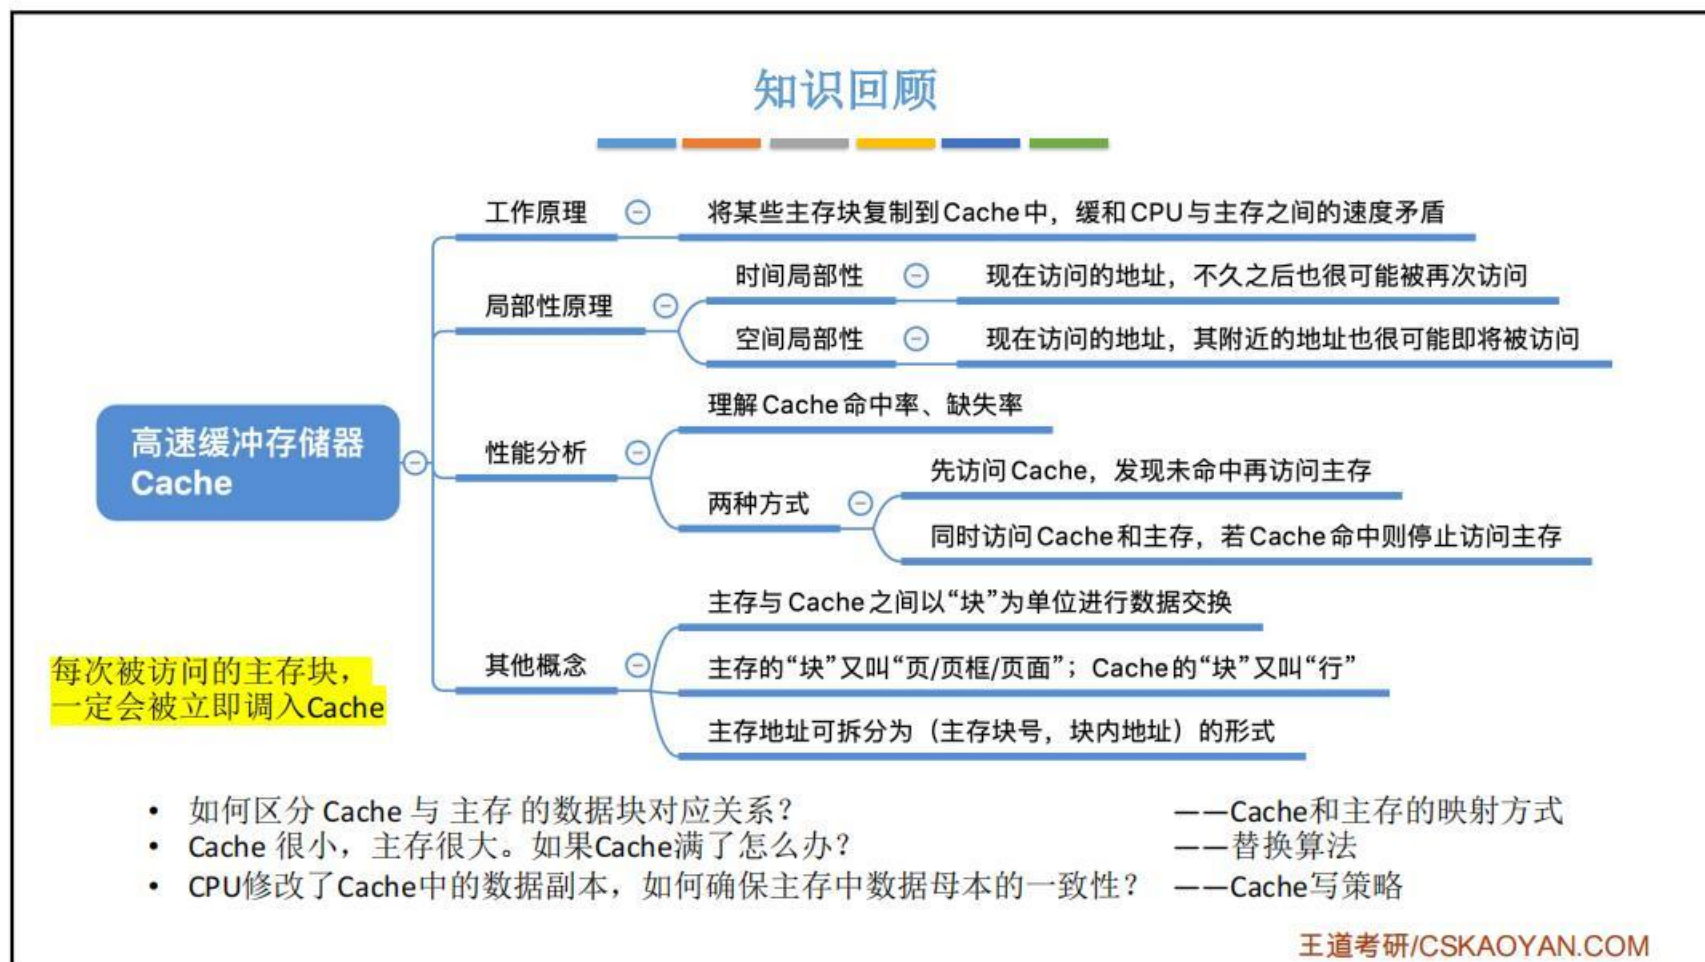 知识回顾
工作原理
将某些主存块复制到Cache中，缓和CPU与主存之间的速度矛盾
局部性原理
时间局部性
现在访问的地址，不久之后也很可能被再次访问
空间局部性
现在访问的地址，其附近的地址也很可能即将被访问
高速缓冲存储器
Cache
性能分析
理解Cache命中率、缺失率
两种方式
先访问Cache，发现未命中再访问主存
同时访问Cache和主存，若Cache命中则停止访问主存
其他概念
主存与Cache之间以“块”为单位进行数据交换
主存的“块”又叫“页/页框/页面”；Cache的“块”又叫“行”
主存地址可拆分为（主存块号，块内地址）的形式
每次被访问的主存块，
一定会被立即调入Cache
• 如何区分 Cache 与 主存 的数据块对应关系？ ——Cache和主存的映射方式
• Cache 很小，主存很大。如果Cache满了怎么办？ ——替换算法
• CPU修改了Cache中的数据副本，如何确保主存中数据母本的一致性？ ——Cache写策略
王道考研/CSKAOYAN.COM